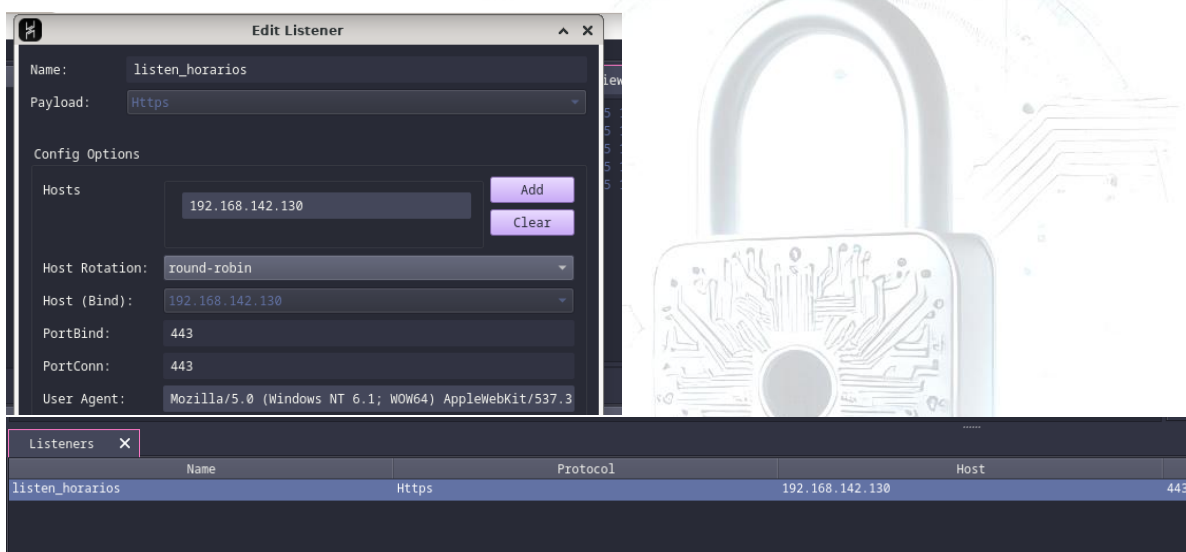 Edit Listener
Name: listen_horarios
Payload: Https
Config Options
Hosts
192.168.142.130
Add
Clear
Host Rotation: round-robin
Host (Bind): 192.168.142.130
PortBind: 443
PortConn: 443
User Agent: Mozilla/5.0 (Windows NT 6.1; WOW64) AppleWebKit/537.3
Listeners
Name Protocol Host
listen_horarios Https 192.168.142.130 443